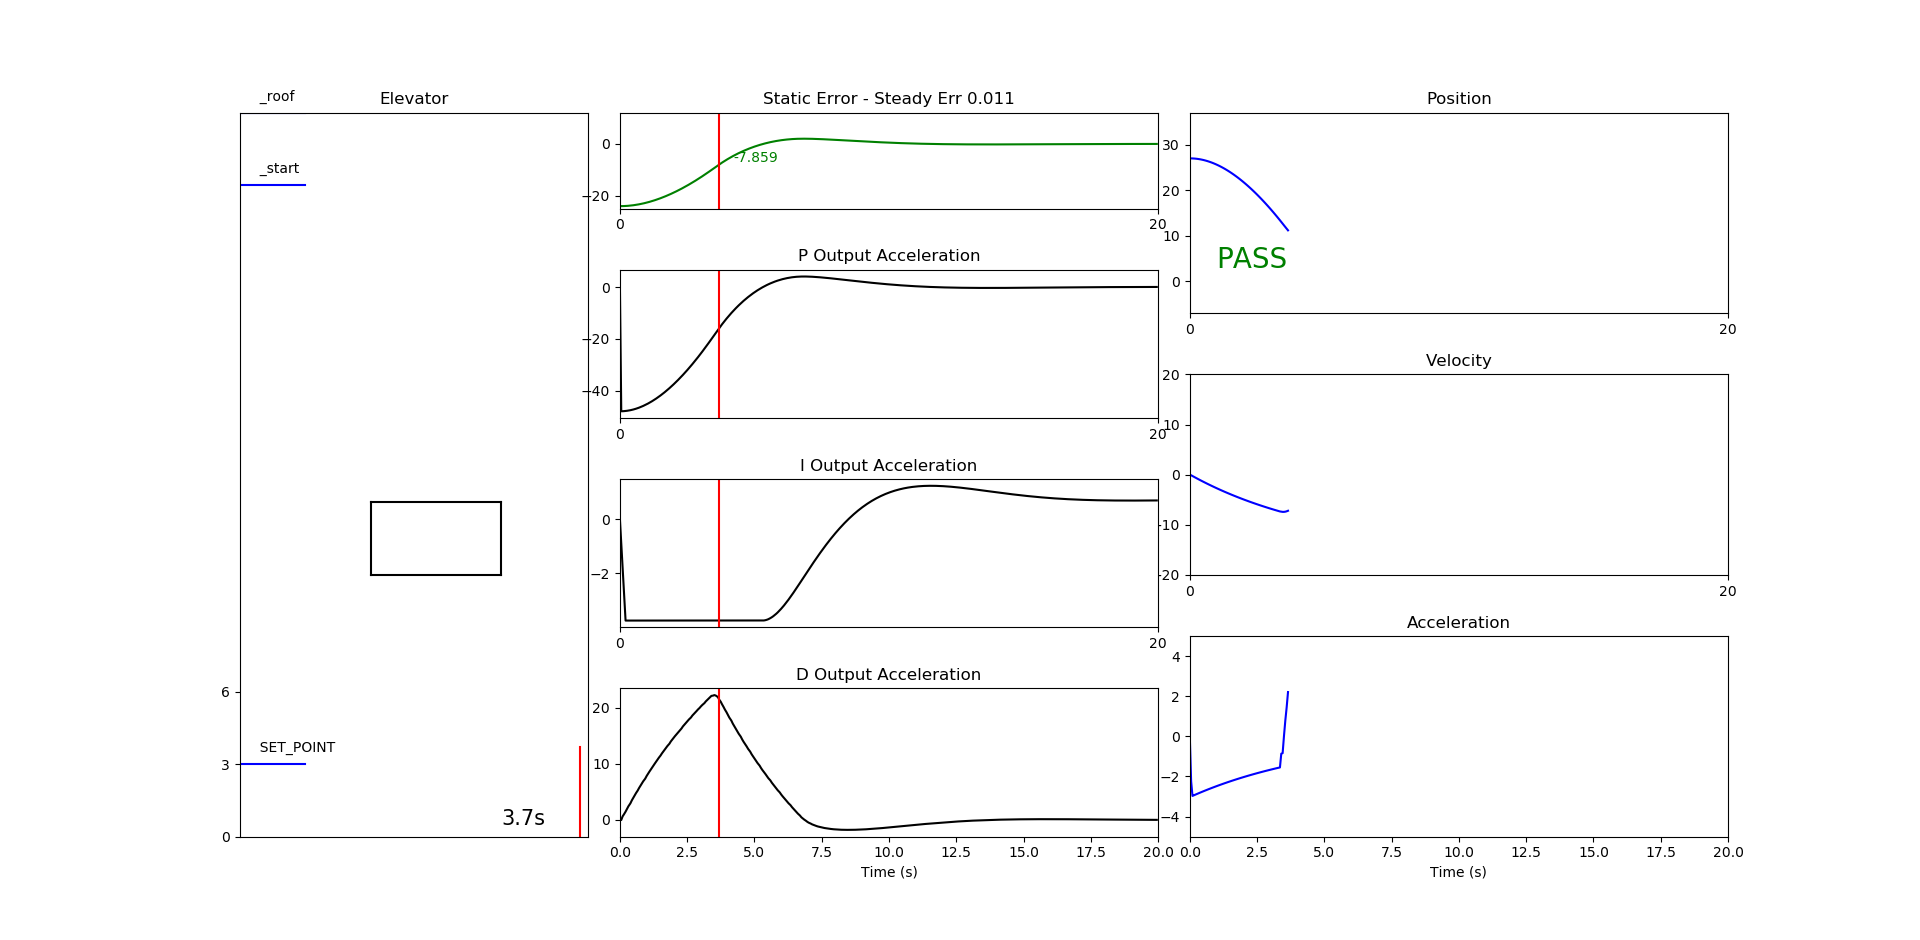 _roof
Elevator
_start
6
SET_POINT
3
3.7s
0
Static Error - Steady Err 0.011
0
-7.859
−20
0
20
P Output Acceleration
0
−20
−40
0
20
I Output Acceleration
0
−2
0
20
D Output Acceleration
20
10
0
0.0 2.5 5.0 7.5 10.0 12.5 15.0 17.5 20.0
Time (s)
Position
30
20
10
PASS
0
0
20
Velocity
20
10
0
-10
-20
0
20
Acceleration
4
2
0
−2
−4
0.0 2.5 5.0 7.5 10.0 12.5 15.0 17.5 20.0
Time (s)